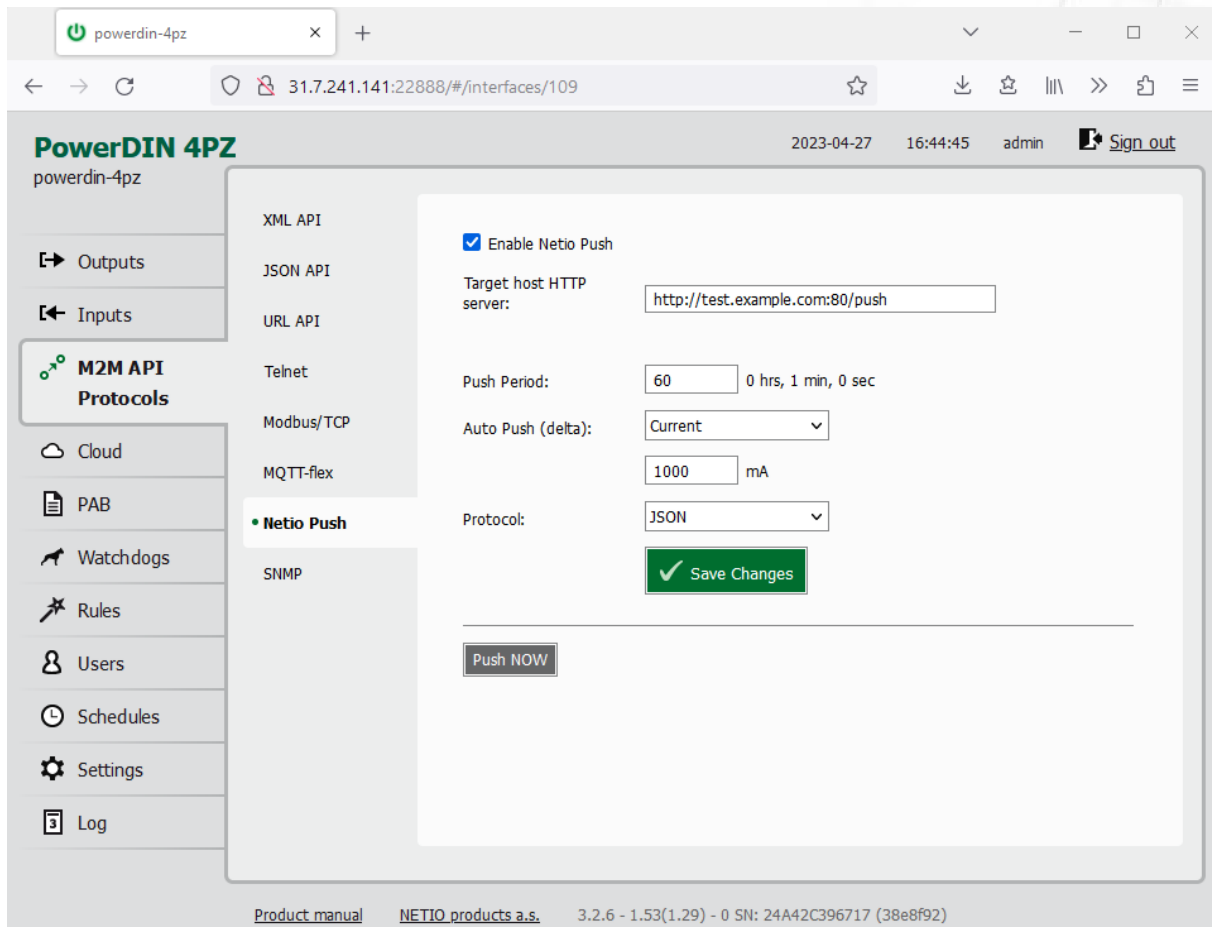 powerdin-4pz
31.7.241.141:22888/#/interfaces/109
PowerDIN 4PZ
powerdin-4pz
2023-04-27 16:44:45 admin Sign out
Outputs
Inputs
M2M API
Protocols
Cloud
PAB
Watchdogs
Rules
Users
Schedules
Settings
3 Log
XML API
JSON API
URL API
Telnet
Modbus/TCP
MQTT-flex
• Netio Push
SNMP
Enable Netio Push
Target host HTTP
server:
http://test.example.com:80/push
Push Period: 60 0 hrs, 1 min, 0 sec
Auto Push (delta): Current
1000 mA
Protocol: JSON
Save Changes
Push NOW
Product manual NETIO products a.s. 3.2.6 - 1.53(1.29) - 0 SN: 24A42C396717 (38e8f92)